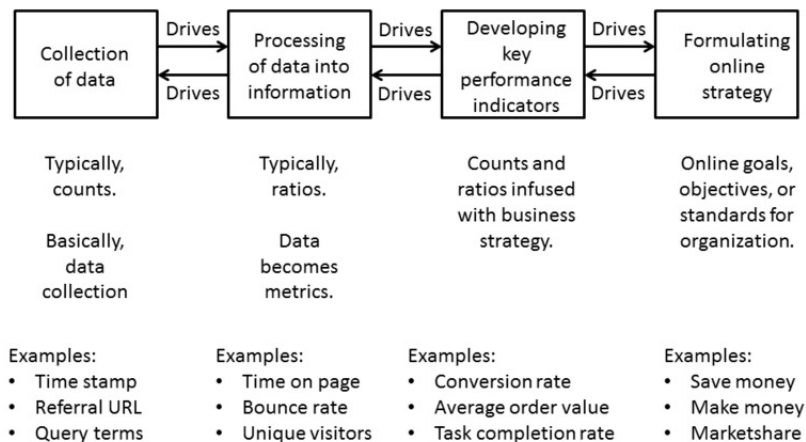 Collection
of data
Drives
Drives
Processing
of data into
information
Drives
Drives
Developing
key
performance
indicators
Drives
Drives
Formulating
online
strategy
Typically,
counts.
Basically,
data
collection
Typically,
ratios.
Data
becomes
metrics.
Counts and
ratios infused
with business
strategy.
Online goals,
objectives, or
standards for
organization.
Examples:
• Time stamp
• Referral URL
• Query terms
Examples:
• Time on page
• Bounce rate
• Unique visitors
Examples:
• Conversion rate
• Average order value
• Task completion rate
Examples:
• Save money
• Make money
• Marketshare